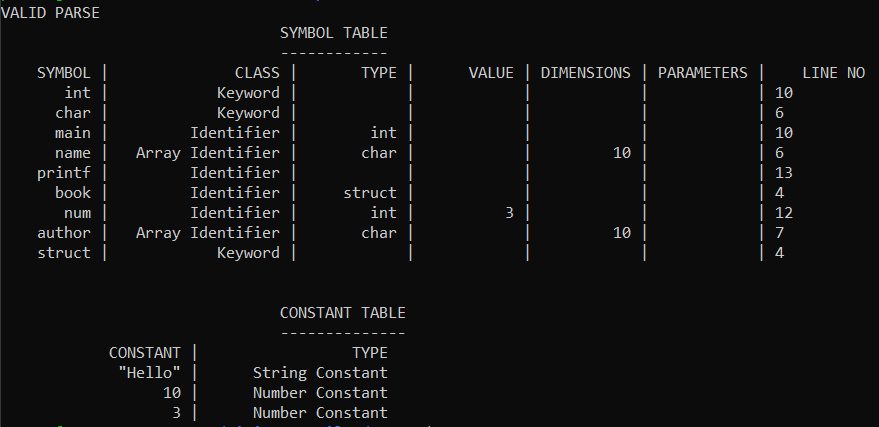 VALID PARSE
SYMBOL TABLE
------------
SYMBOL | CLASS | TYPE | VALUE | DIMENSIONS | PARAMETERS | LINE NO
int | Keyword | | | | | 10
char | Keyword | | | | | 6
main | Identifier | int | | | | 10
name | Array Identifier | char | | 10 | | 6
printf | Identifier | | | | | 13
book | Identifier | struct | | | | 4
num | Identifier | int | 3 | | | 12
author | Array Identifier | char | | 10 | | 7
struct | Keyword | | | | | 4
CONSTANT TABLE
--------------
CONSTANT | TYPE
"Hello" | String Constant
10 | Number Constant
3 | Number Constant